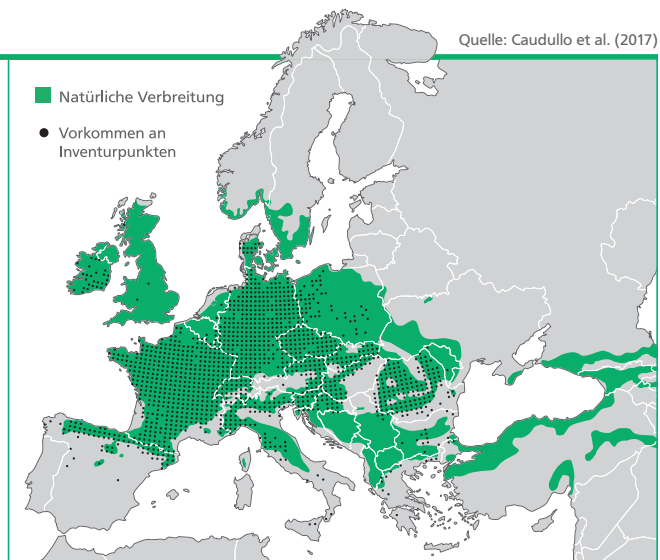 Quelle: Caudullo et al. (2017)
Natürliche Verbreitung
Vorkommen an
Inventurpunkten